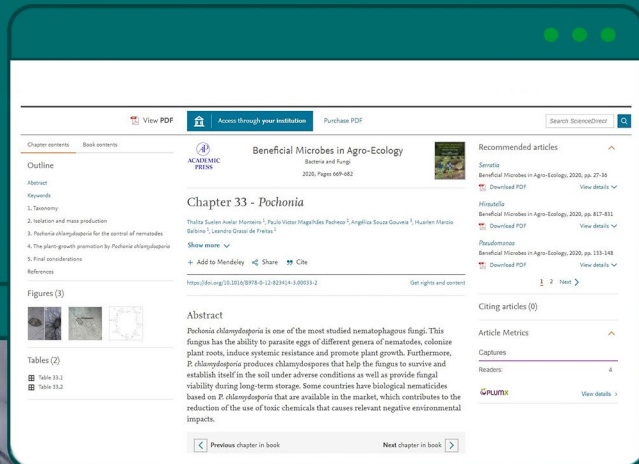 View PDF
Access through your institution
Purchase PDF
Search ScienceDirect
Chapter contents
Book contents
Outline
Abstract
Keywords
1. Taxonomy
2. Isolation and mass production
3. Pochonia chlamydosporia for the control of nematodes
4. The plant-growth promotion by Pochonia chlamydosporia
5. Final considerations
References
Figures (3)
Tables (2)
Table 33.1
Table 33.2
AP
ACADEMIC
PRESS
Beneficial Microbes in Agro-Ecology
Bacteria and Fungi
2020, Pages 669-682
Chapter 33 - Pochonia
Thalita Suelen Avelar Monteiro 1, Paulo Victor Magalhães Pacheco 2, Angélica Souza Gouveia 3, Huarlen Marcio
Balbino 1, Leandro Grassi de Freitas 1
Show more
Add to Mendeley
Share
Cite
https://doi.org/10.1016/B978-0-12-823414-3.00033-2
Get rights and content
Abstract
Pochonia chlamydosporia is one of the most studied nematophagous fungi. This
fungus has the ability to parasite eggs of different genera of nematodes, colonize
plant roots, induce systemic resistance and promote plant growth. Furthermore,
P. chlamydosporia produces chlamydospores that help the fungus to survive and
establish itself in the soil under adverse conditions as well as provide fungal
viability during long-term storage. Some countries have biological nematicides
based on P. chlamydosporia that are available in the market, which contributes to the
reduction of the use of toxic chemicals that causes relevant negative environmental
impacts.
Previous chapter in book
Next chapter in book
Recommended articles
Serratia
Beneficial Microbes in Agro-Ecology, 2020, pp. 27-36
Download PDF
View details
Hirsutella
Beneficial Microbes in Agro-Ecology, 2020, pp. 817-831
Download PDF
View details
Pseudomonas
Beneficial Microbes in Agro-Ecology, 2020, pp. 133-148
Download PDF
View details
1 2 Next
Citing articles (0)
Article Metrics
Captures
Readers: 4
PLUMX
View details